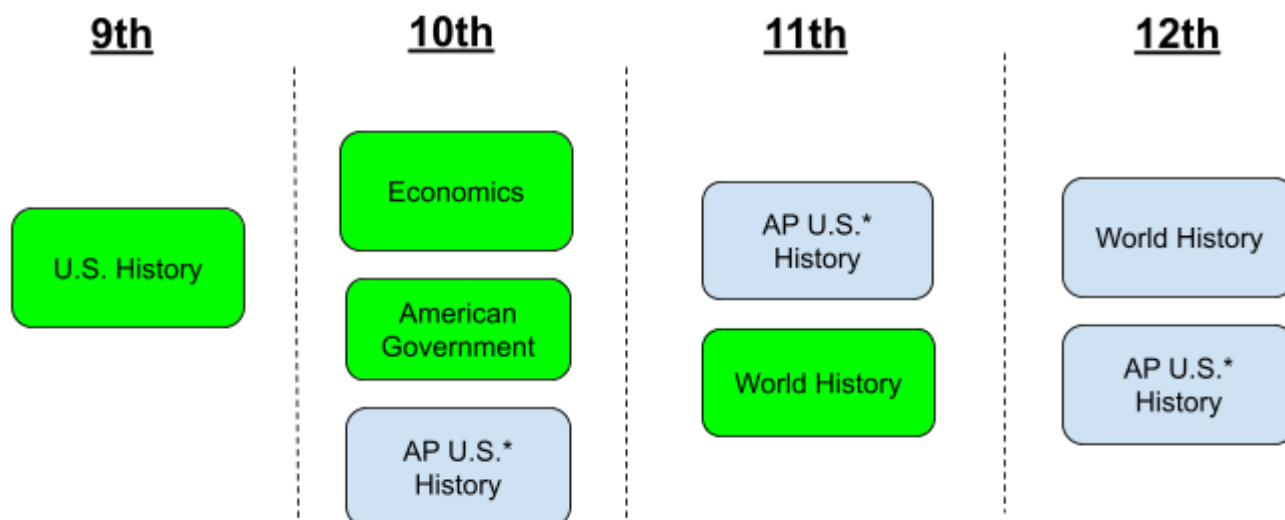 9th
10th
11th
12th
U.S. History
Economics
American
Government
AP U.S.*
History
AP U.S.*
History
World History
World History
AP U.S.*
History